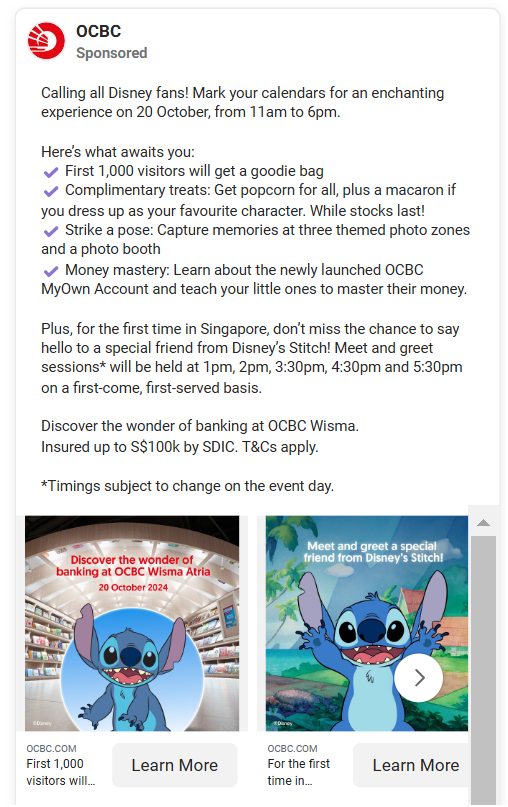 OCBC
Sponsored
Calling all Disney fans! Mark your calendars for an enchanting
experience on 20 October, from 11am to 6pm.
Here’s what awaits you:
First 1,000 visitors will get a goodie bag
Complimentary treats: Get popcorn for all, plus a macaron if
you dress up as your favourite character. While stocks last!
Strike a pose: Capture memories at three themed photo zones
and a photo booth
Money mastery: Learn about the newly launched OCBC
MyOwn Account and teach your little ones to master their money.
Plus, for the first time in Singapore, don’t miss the chance to say
hello to a special friend from Disney’s Stitch! Meet and greet
sessions* will be held at 1pm, 2pm, 3:30pm, 4:30pm and 5:30pm
on a first-come, first-served basis.
Discover the wonder of banking at OCBC Wisma.
Insured up to S$100k by SDIC. T&Cs apply.
*Timings subject to change on the event day.
Discover the wonder of
banking at OCBC Wisma Atria
20 October 2024
©Disney
Meet and greet a special
friend from Disney's Stitch!
©Disney
OCBC.COM
First 1,000
visitors will...
Learn More
OCBC.COM
For the first
time in...
Learn More